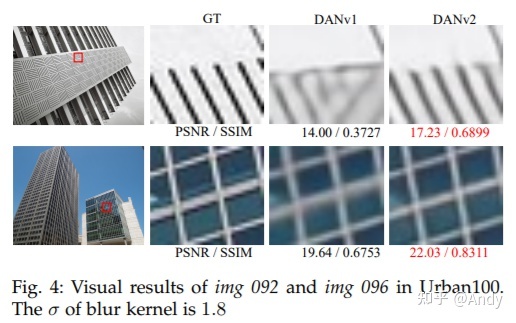 GT DANv1 DANv2
PSNR / SSIM 14.00 / 0.3727 17.23 / 0.6899
PSNR / SSIM 19.64 / 0.6753 22.03 / 0.8311
Fig. 4: Visual results of img 092 and img 096 in Urban100.
The σ of blur kernel is 1.8
知乎 @Andy